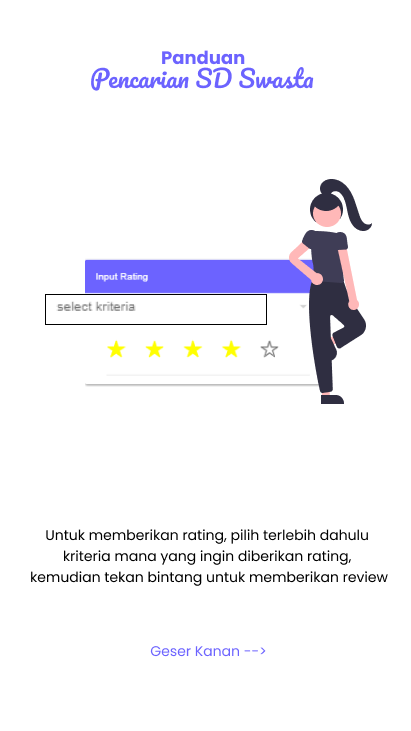 Panduan
Pencarian SD Swasta
Input Rating
select kriteria
Untuk memberikan rating, pilih terlebih dahulu
kriteria mana yang ingin diberikan rating,
kemudian tekan bintang untuk memberikan review
Geser Kanan -->